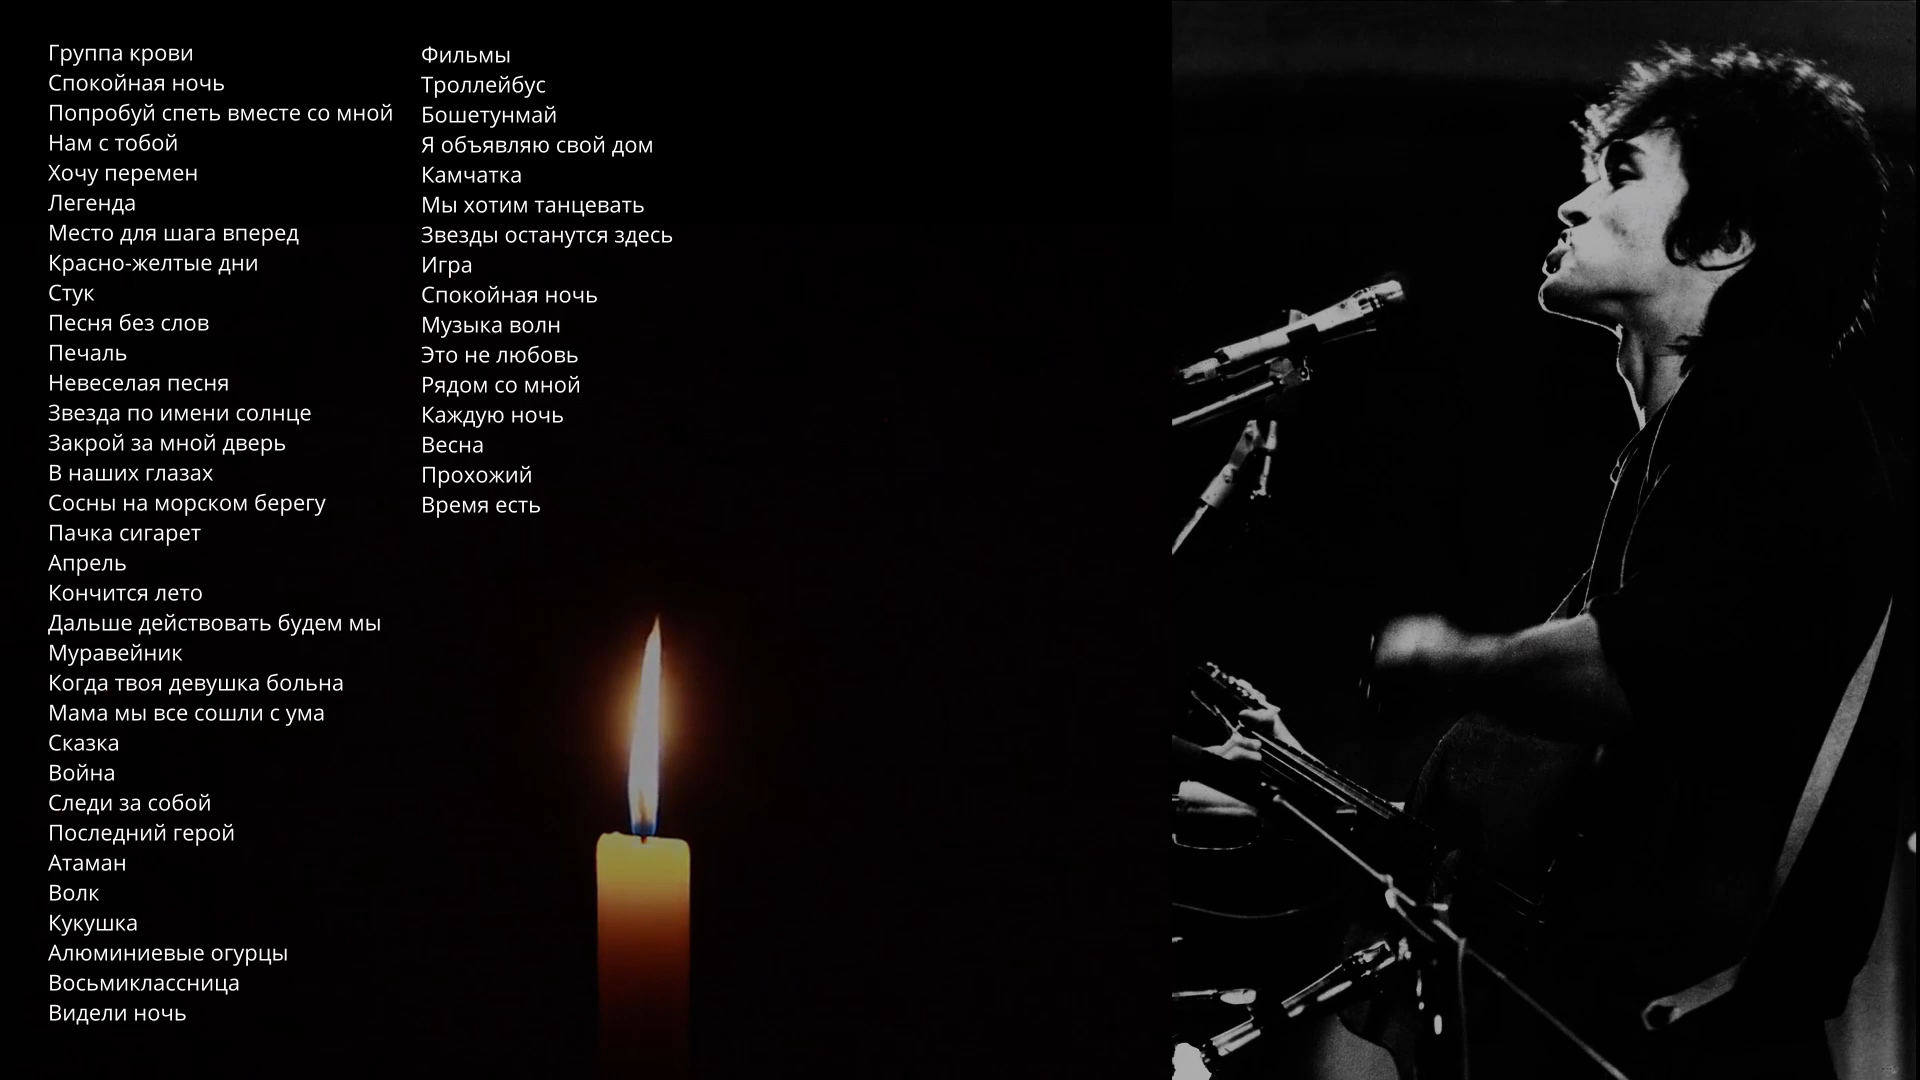 Группа крови
Спокойная ночь
Попробуй спеть вместе со мной
Нам с тобой
Хочу перемен
Легенда
Место для шага вперед
Красно-желтые дни
Стук
Песня без слов
Печаль
Невеселая песня
Звезда по имени солнце
Закрой за мной дверь
В наших глазах
Сосны на морском берегу
Пачка сигарет
Апрель
Кончится лето
Дальше действовать будем мы
Муравейник
Когда твоя девушка больна
Мама мы все сошли с ума
Сказка
Война
Следи за собой
Последний герой
Атаман
Волк
Кукушка
Алюминиевые огурцы
Восьмиклассница
Видели ночь
Фильмы
Троллейбус
Бошетунмай
Я объявляю свой дом
Камчатка
Мы хотим танцевать
Звезды останутся здесь
Игра
Спокойная ночь
Музыка волн
Это не любовь
Рядом со мной
Каждую ночь
Весна
Прохожий
Время есть